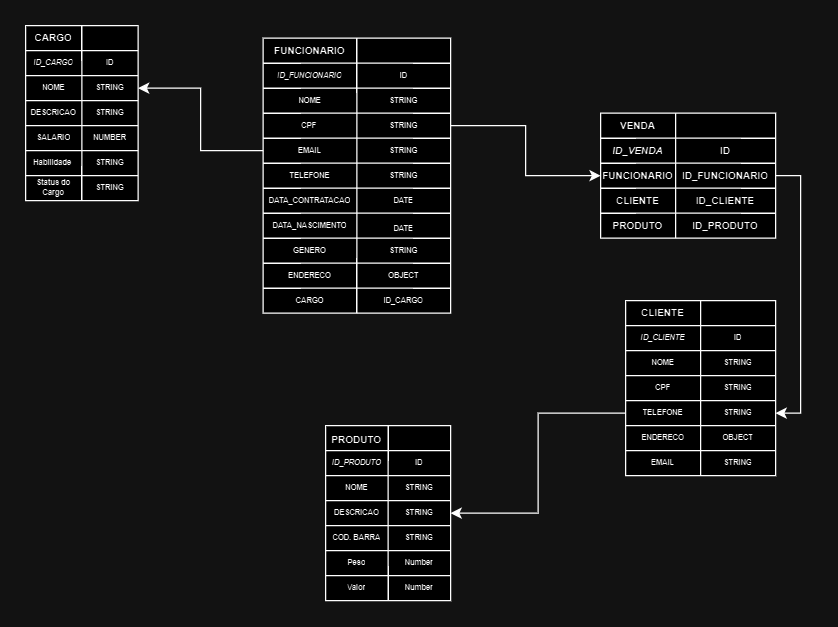 CARGO
ID_CARGO ID
NOME STRING
DESCRICAO STRING
SALARIO NUMBER
Habilidade STRING
Status do
Cargo STRING
FUNCIONARIO
ID_FUNCIONARIO ID
NOME STRING
CPF STRING
EMAIL STRING
TELEFONE STRING
DATA_CONTRATACAO DATE
DATA_NASCIMENTO DATE
GENERO STRING
ENDERECO OBJECT
CARGO ID_CARGO
VENDA
ID_VENDA ID
FUNCIONARIO ID_FUNCIONARIO
CLIENTE ID_CLIENTE
PRODUTO ID_PRODUTO
CLIENTE
ID_CLIENTE ID
NOME STRING
CPF STRING
TELEFONE STRING
ENDERECO OBJECT
EMAIL STRING
PRODUTO
ID_PRODUTO ID
NOME STRING
DESCRICAO STRING
COD. BARRA STRING
Peso Number
Valor Number